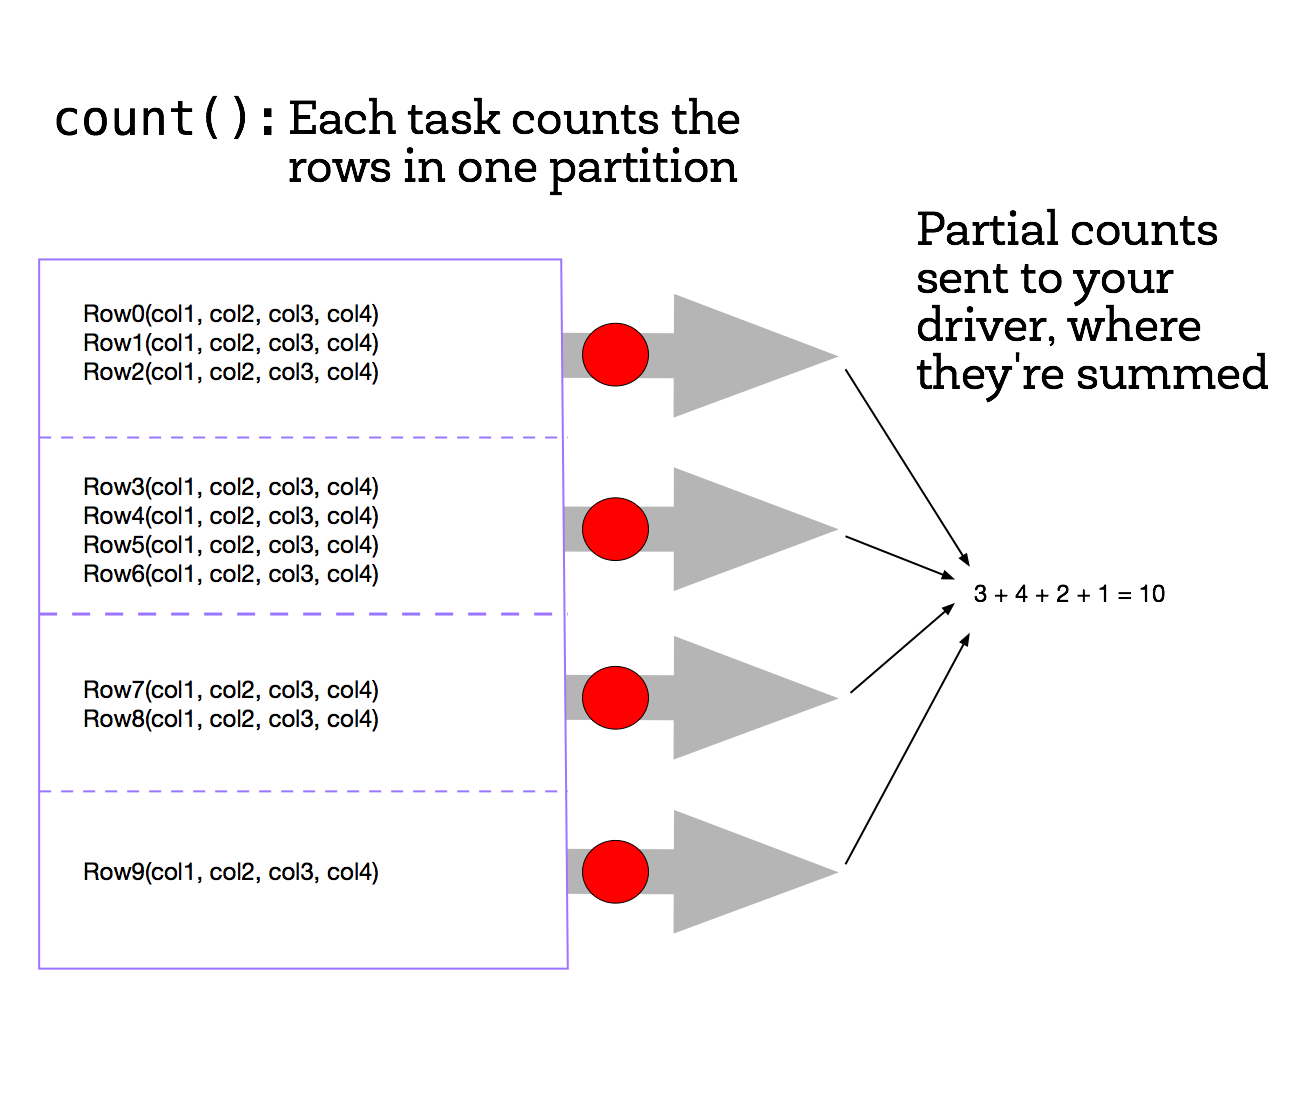 count(): Each task counts the
rows in one partition
Partial counts
sent to your
driver, where
they're summed
Row0(col1, col2, col3, col4)
Row1(col1, col2, col3, col4)
Row2(col1, col2, col3, col4)
Row3(col1, col2, col3, col4)
Row4(col1, col2, col3, col4)
Row5(col1, col2, col3, col4)
Row6(col1, col2, col3, col4)
Row7(col1, col2, col3, col4)
Row8(col1, col2, col3, col4)
Row9(col1, col2, col3, col4)
3 + 4 + 2 + 1 = 10